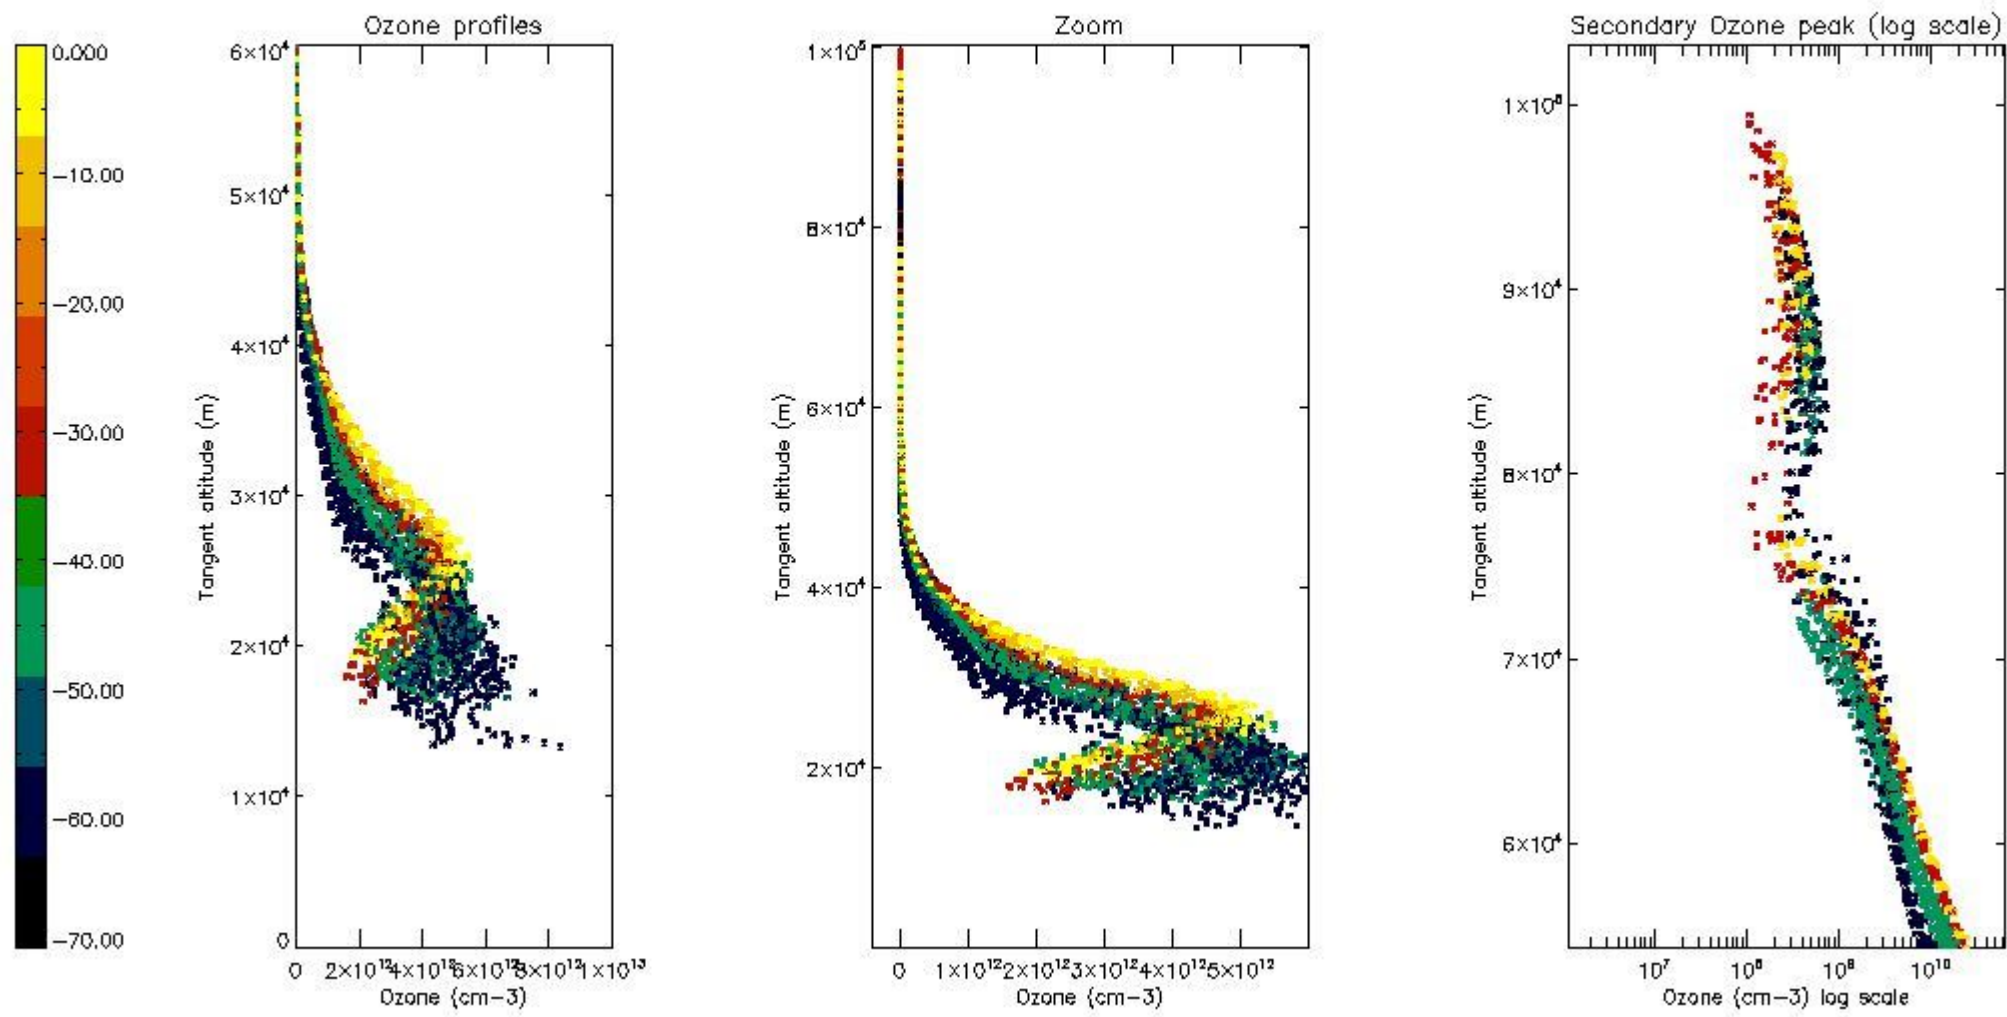 Ozone profiles
Zoom
Secondary Ozone peak (log scale)
0.000
-10.00
-20.00
-30.00
-40.00
-50.00
-60.00
-70.00
6×10⁴
5×10⁴
4×10⁴
3×10⁴
2×10⁴
1×10⁴
0
Tangent altitude (m)
0 2×10¹² 1×10¹³
Ozone (cm-3)
1×10⁵
8×10⁴
6×10⁴
4×10⁴
2×10⁴
Tangent altitude (m)
0 1×10¹² 2×10¹² 3×10¹² 4×10¹² 5×10¹²
Ozone (cm-3)
9×10⁴
8×10⁴
7×10⁴
6×10⁴
Tangent altitude (m)
10⁷ 10¹⁰
Ozone (cm-3) log scale